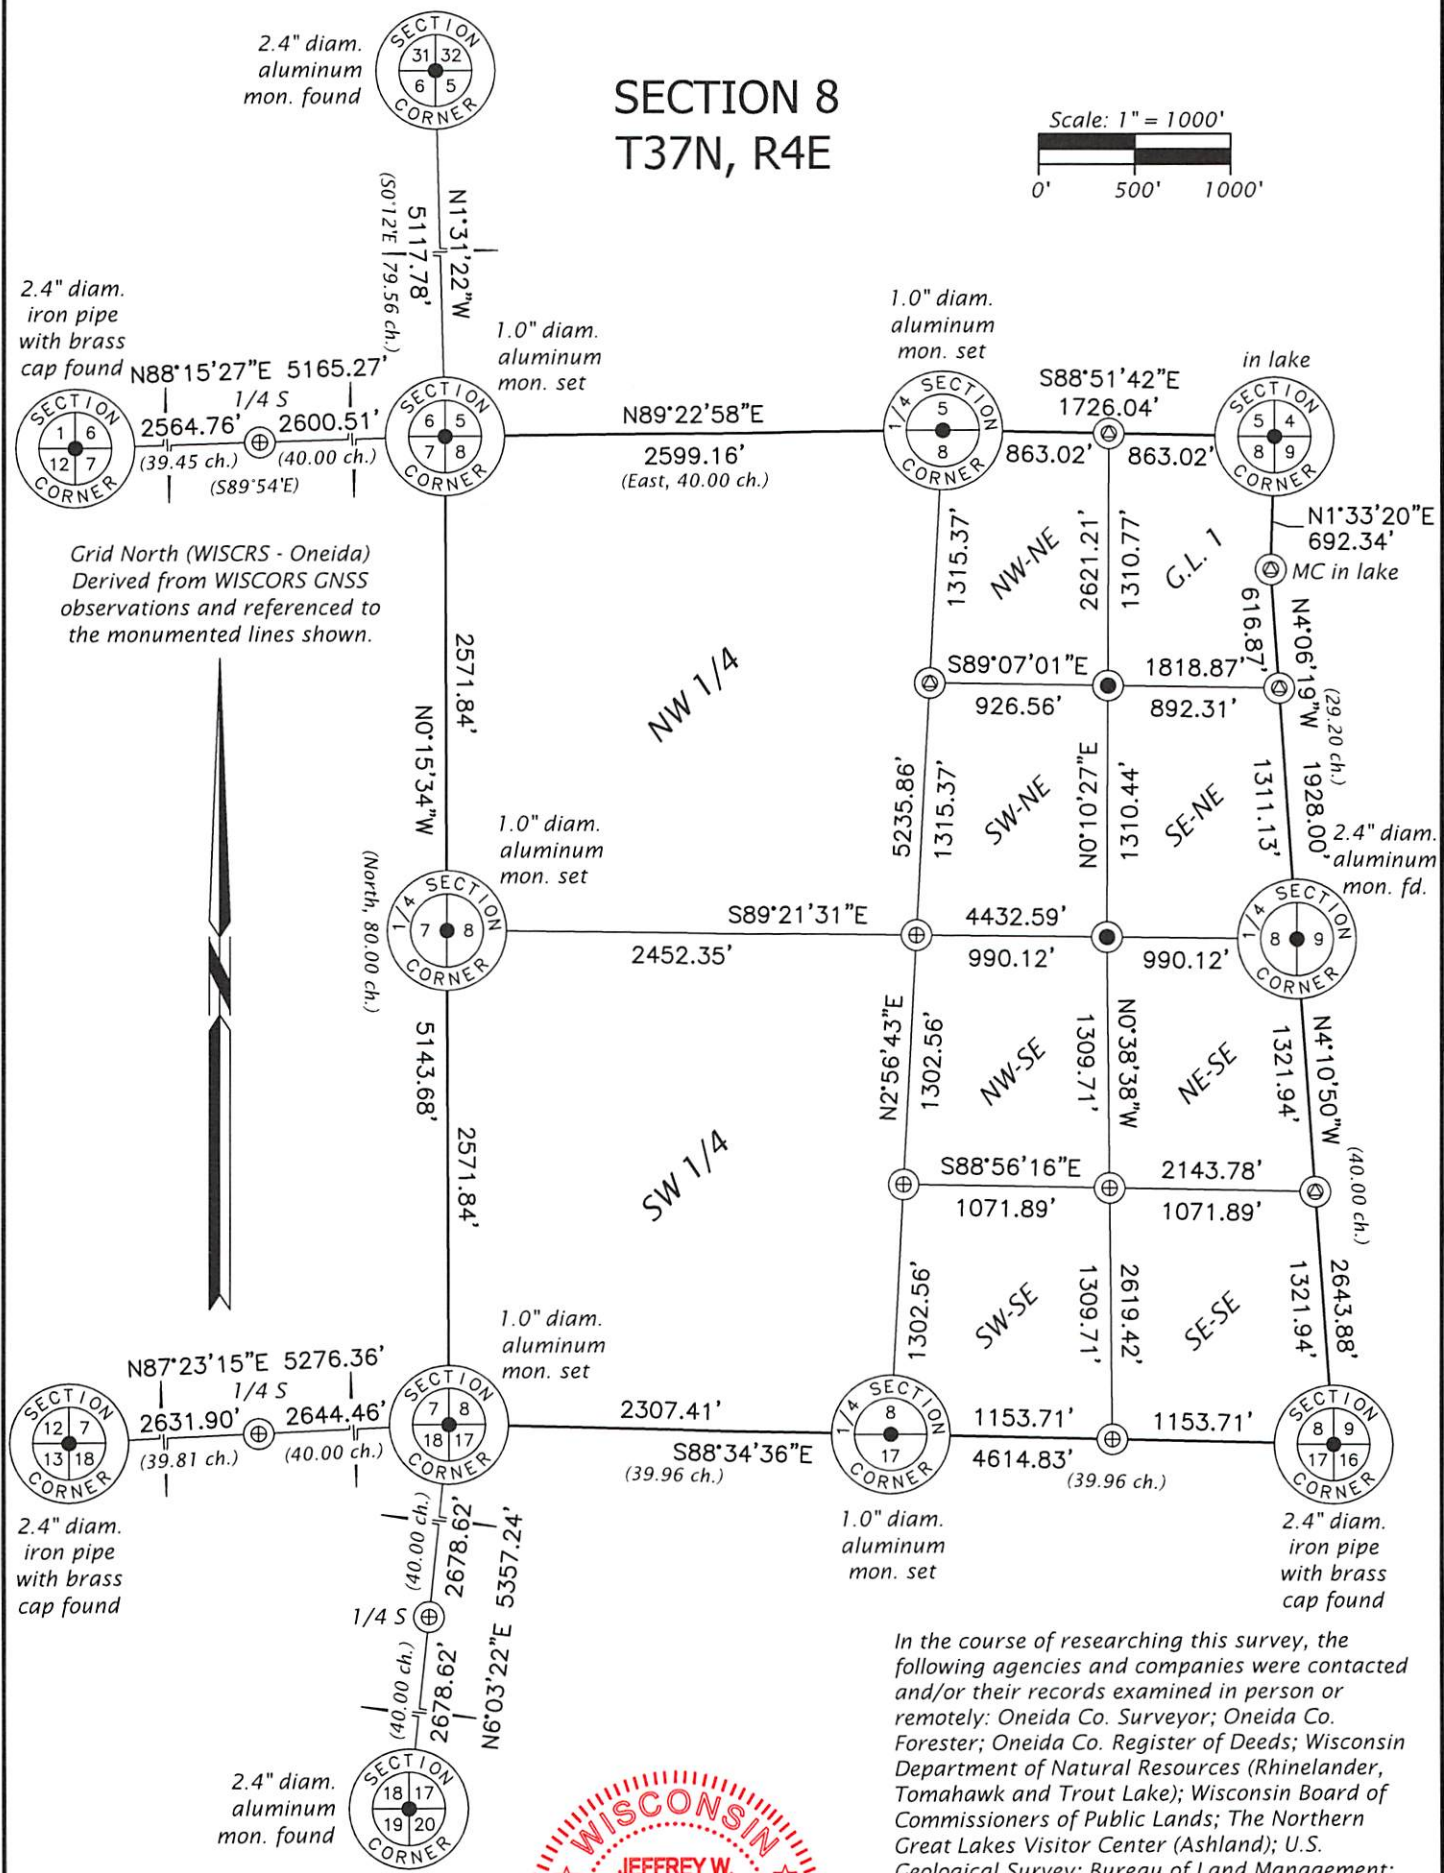 SECTION 8
T37N, R4E
Scale: 1" = 1000'
0' 500' 1000'
2.4" diam.
aluminum
mon. found
SECTION
31 32
6 5
CORNER
(S0°12'E | 79.56 ch.)
5117.78'
N1°31'22"W
2.4" diam.
iron pipe
with brass
cap found
SECTION
1 6
12 7
CORNER
N88°15'27"E 5165.27'
1/4 S
2564.76' 2600.51'
(39.45 ch.) (40.00 ch.)
(S89°54'E)
1.0" diam.
aluminum
mon. set
SECTION
6 5
7 8
CORNER
N89°22'58"E
2599.16'
(East, 40.00 ch.)
1.0" diam.
aluminum
mon. set
1/4 SECTION
5
8
CORNER
S88°51'42"E
1726.04'
863.02' 863.02'
in lake
SECTION
5 4
8 9
CORNER
N1°33'20"E
692.34'
MC in lake
Grid North (WISCRS - Oneida)
Derived from WISCORS GNSS
observations and referenced to
the monumented lines shown.
N
2571.84'
N0°15'34"W
(North, 80.00 ch.)
5143.68'
2571.84'
NW 1/4
1315.37'
NW-NE
2621.21'
1310.77'
G.L. 1
616.87'
N4°06'19"W 1928.00'
(29.20 ch.)
S89°07'01"E 1818.87'
926.56' 892.31'
5235.86'
1315.37'
SW-NE
N0°10'27"E
1310.44'
SE-NE
1311.13'
2.4" diam.
aluminum
mon. fd.
1.0" diam.
aluminum
mon. set
1/4 SECTION
7 8
CORNER
S89°21'31"E 4432.59'
2452.35' 990.12' 990.12'
1/4 SECTION
8 9
CORNER
SW 1/4
N2°56'43"E
1302.56'
NW-SE
1309.71'
N0°38'38"W
NE-SE
1321.94'
N4°10'50"W
(40.00 ch.)
S88°56'16"E 2143.78'
1071.89' 1071.89'
1302.56'
SW-SE
1309.71'
2619.42'
SE-SE
1321.94'
2643.88'
N87°23'15"E 5276.36'
1/4 S
2631.90' 2644.46'
(39.81 ch.) (40.00 ch.)
SECTION
12 7
13 18
CORNER
2.4" diam.
iron pipe
with brass
cap found
1.0" diam.
aluminum
mon. set
SECTION
7 8
18 17
CORNER
2307.41'
S88°34'36"E
(39.96 ch.)
1/4 SECTION
8
17
CORNER
1153.71' 1153.71'
4614.83'
(39.96 ch.)
SECTION
8 9
17 16
CORNER
1.0" diam.
aluminum
mon. set
2.4" diam.
iron pipe
with brass
cap found
(40.00 ch.)
2678.62'
1/4 S
(40.00 ch.)
2678.62'
N6°03'22"E 5357.24'
2.4" diam.
aluminum
mon. found
SECTION
18 17
19 20
CORNER
WISCONSIN
JEFFREY W.
In the course of researching this survey, the
following agencies and companies were contacted
and/or their records examined in person or
remotely: Oneida Co. Surveyor; Oneida Co.
Forester; Oneida Co. Register of Deeds; Wisconsin
Department of Natural Resources (Rhinelander,
Tomahawk and Trout Lake); Wisconsin Board of
Commissioners of Public Lands; The Northern
Great Lakes Visitor Center (Ashland); U.S.
Geological Survey; Bureau of Land Management;